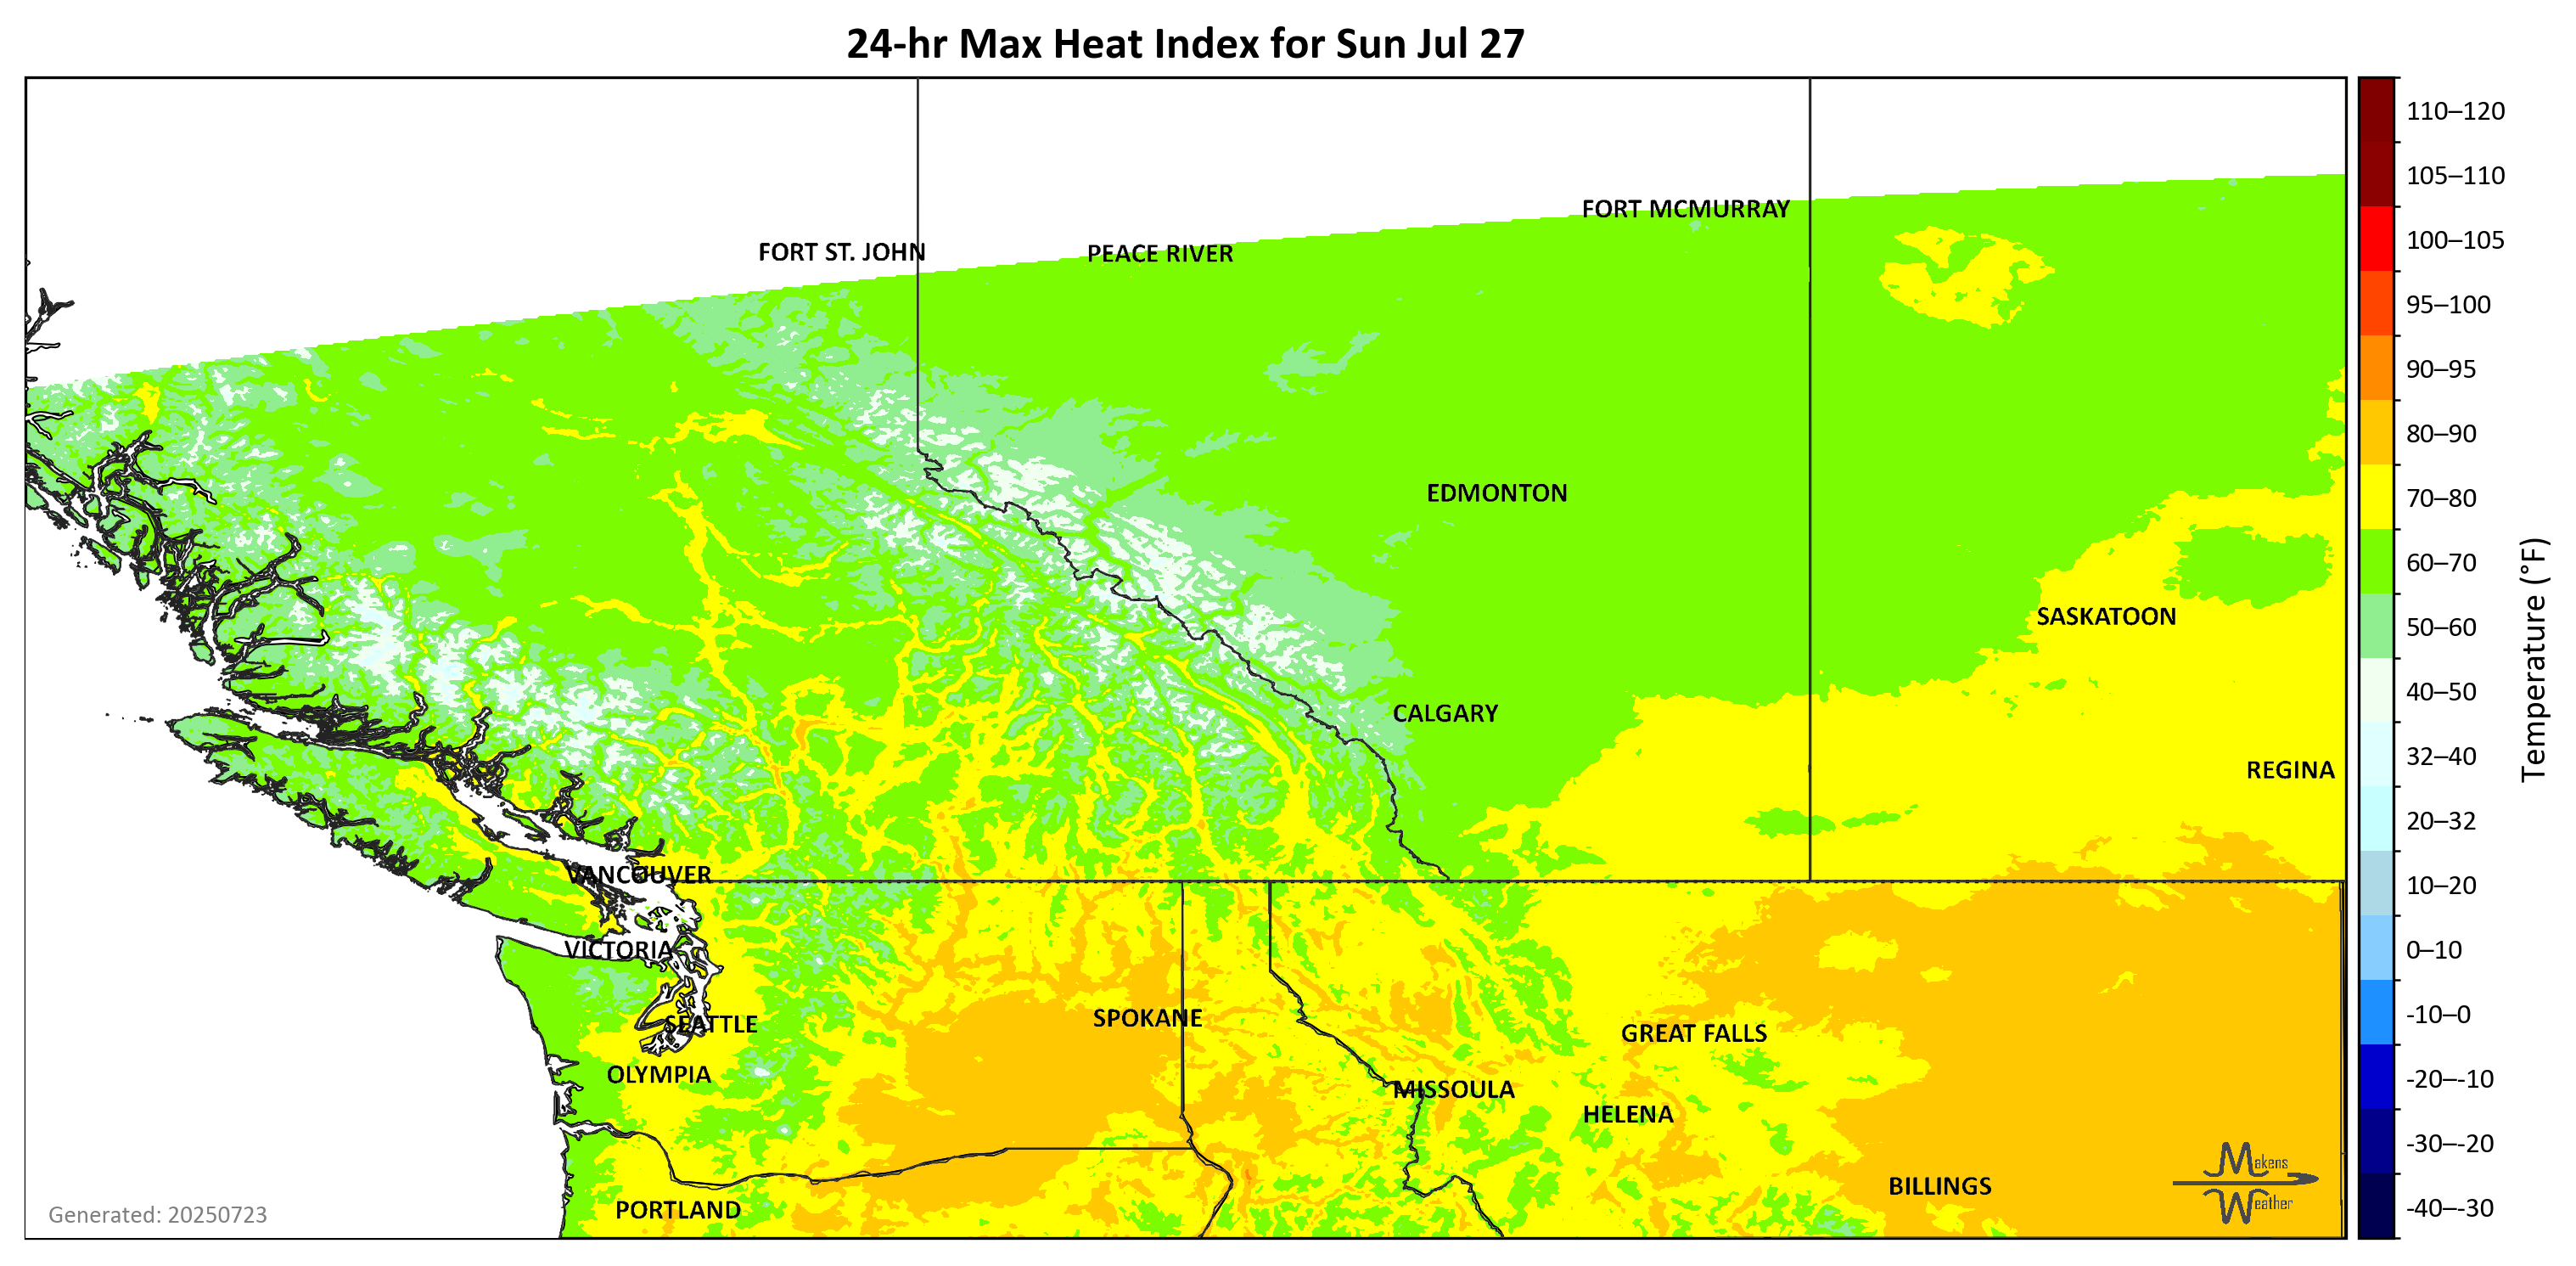 24-hr Max Heat Index for Sun Jul 27
110–120
105–110
100–105
95–100
90–95
80–90
70–80
60–70
50–60
40–50
32–40
20–32
10–20
0–10
-10–0
-20–-10
-30–-20
-40–-30
Temperature (°F)
FORT MCMURRAY
FORT ST. JOHN
PEACE RIVER
EDMONTON
SASKATOON
CALGARY
REGINA
VANCOUVER
VICTORIA
SEATTLE
SPOKANE
GREAT FALLS
OLYMPIA
MISSOULA
HELENA
BILLINGS
PORTLAND
Makens
Weather
Generated: 20250723